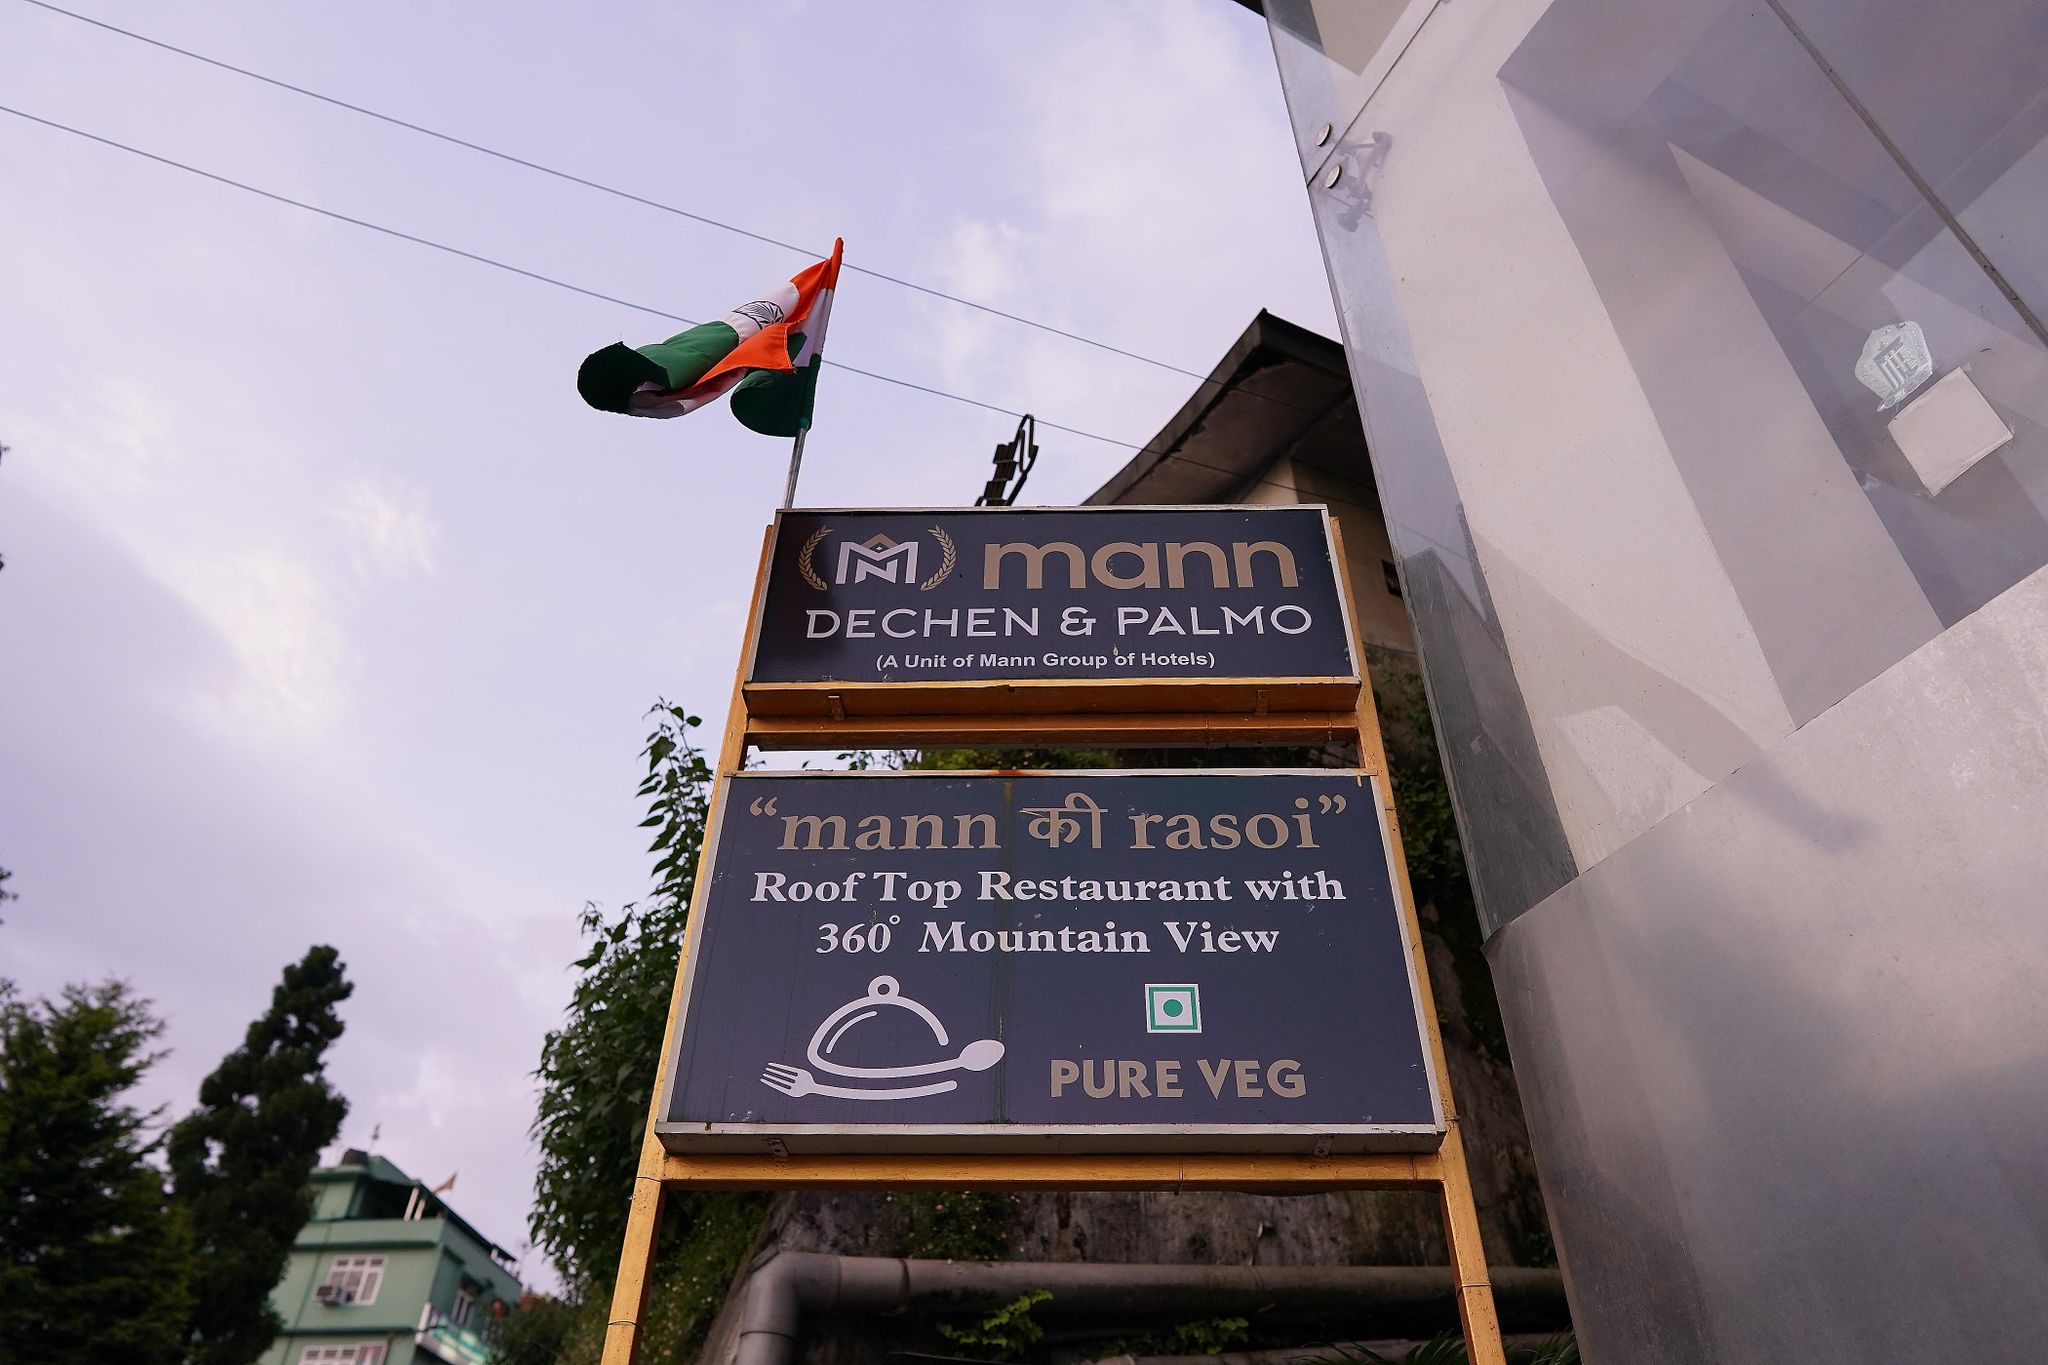 mann
DECHEN & PALMO
(A Unit of Mann Group of Hotels)
“mann की rasoi”
Roof Top Restaurant with
360° Mountain View
PURE VEG